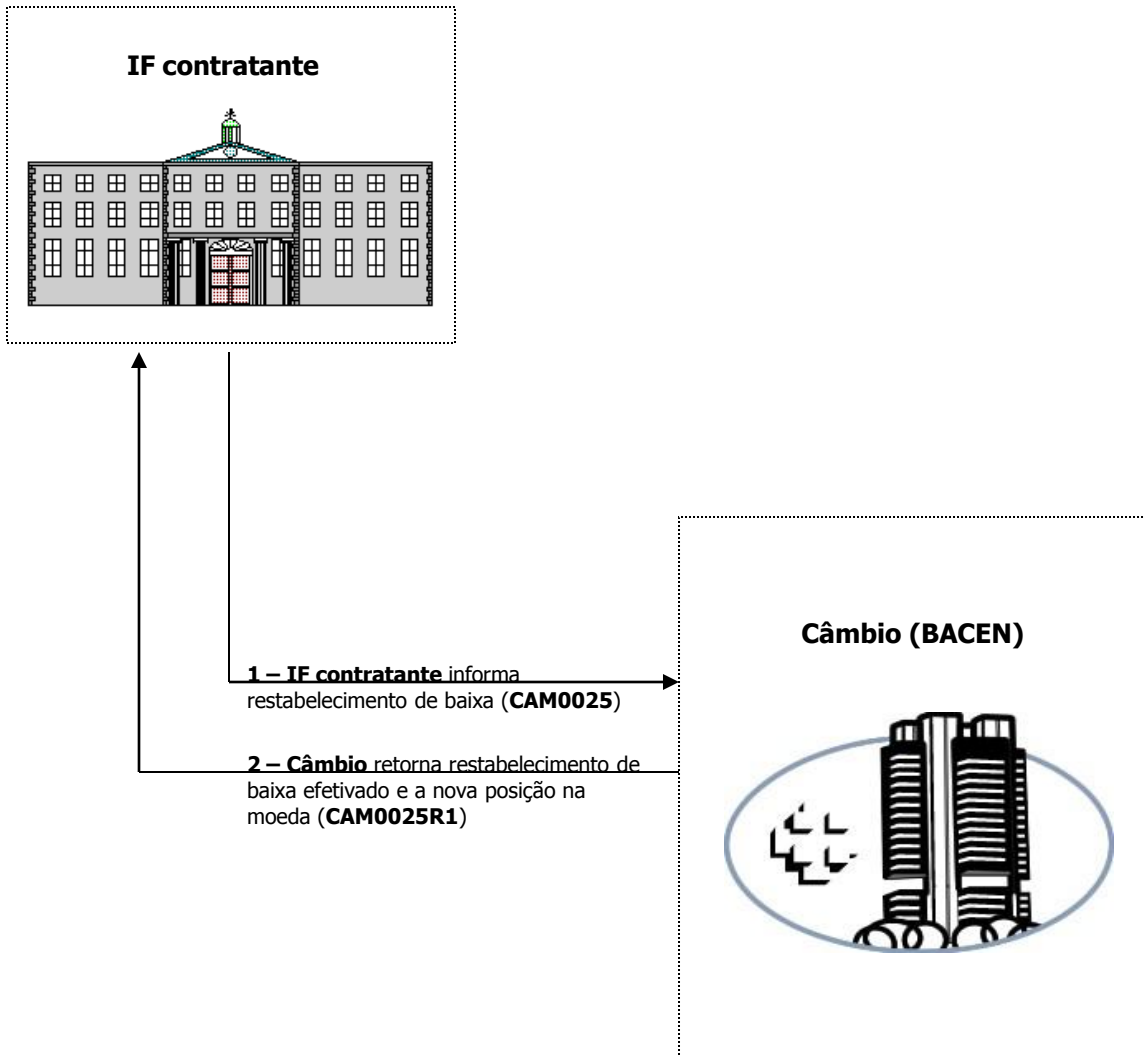 IF contratante
Câmbio (BACEN)
1 – IF contratante informa
restabelecimento de baixa (CAM0025)
2 – Câmbio retorna restabelecimento de
baixa efetivado e a nova posição na
moeda (CAM0025R1)